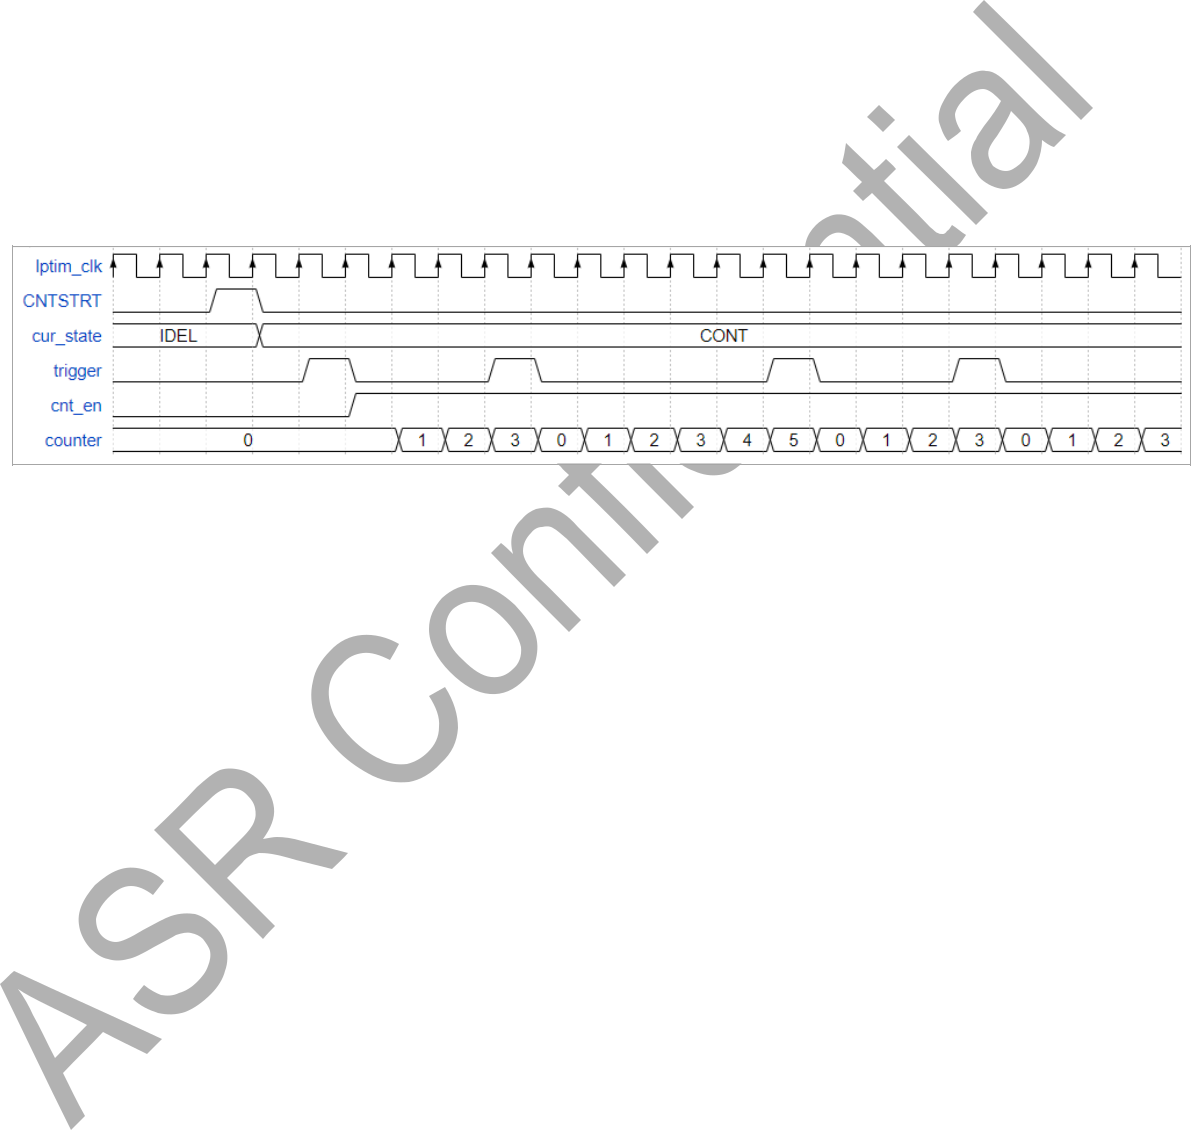 lptim_clk
CNTSTRT
cur_state IDEL CONT
trigger
cnt_en
counter 0 1 2 3 0 1 2 3 4 5 0 1 2 3 0 1 2 3
ASR Confidential